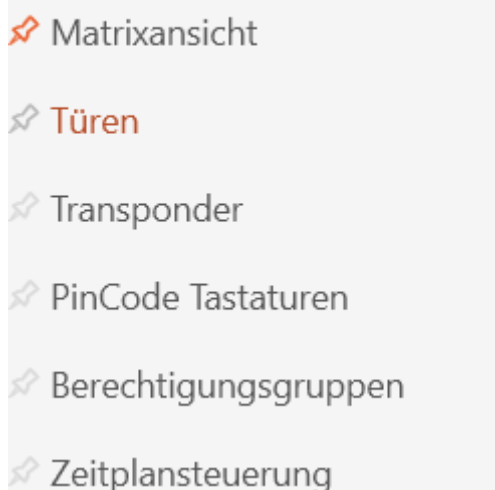 Matrixansicht
Türen
Transponder
PinCode Tastaturen
Berechtigungsgruppen
Zeitplansteuerung